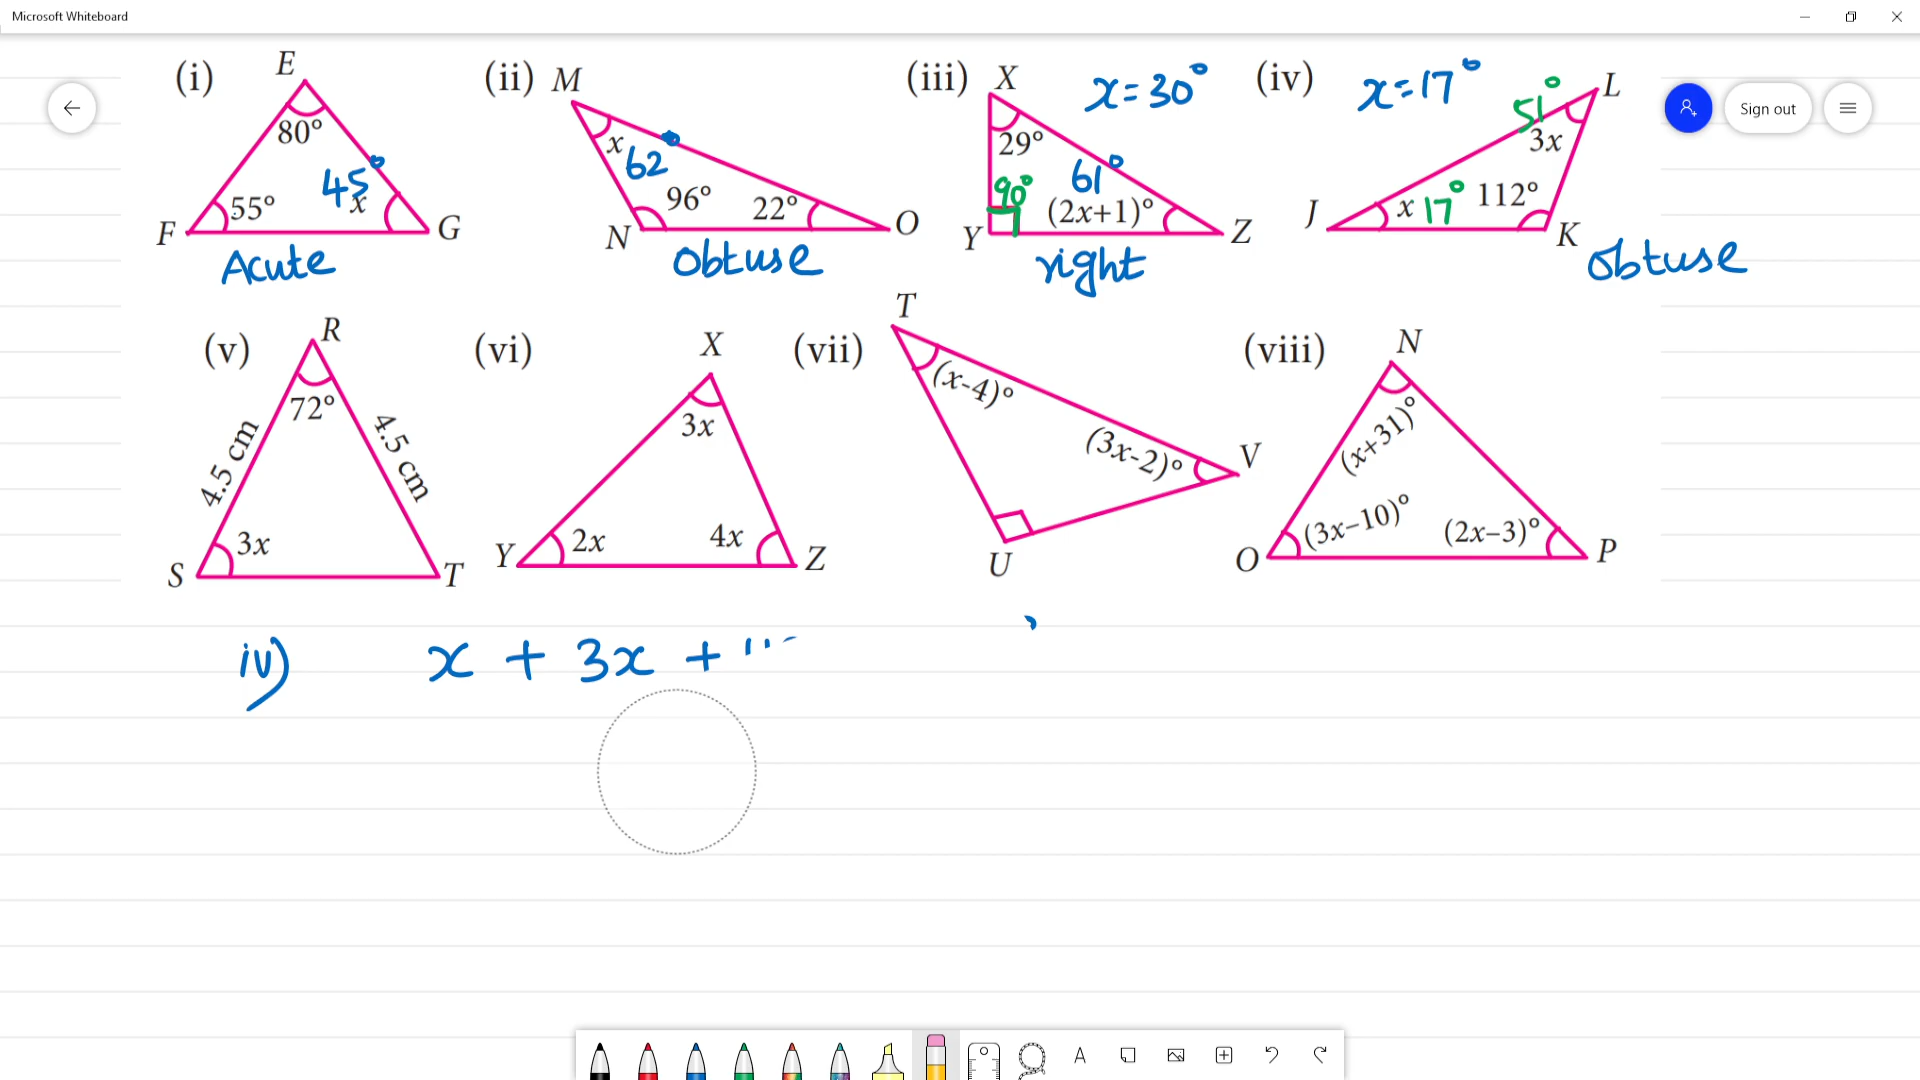 Microsoft Whiteboard
Sign out
(i) E 80° 55° 45° x F G Acute
(ii) M x 62° 96° 22° N O Obtuse
(iii) X x=30° 29° 90° 61° (2x+1)° Y Z right
(iv) x=17° 51° L 3x J x 17° 112° K Obtuse
(v) R 72° 4.5 cm 4.5 cm 3x S T
(vi) X 3x Y 2x 4x Z
(vii) T (x-4)° (3x-2)° V U
(viii) N (x+31)° (3x-10)° (2x-3)° O P
iv) x + 3x +
A